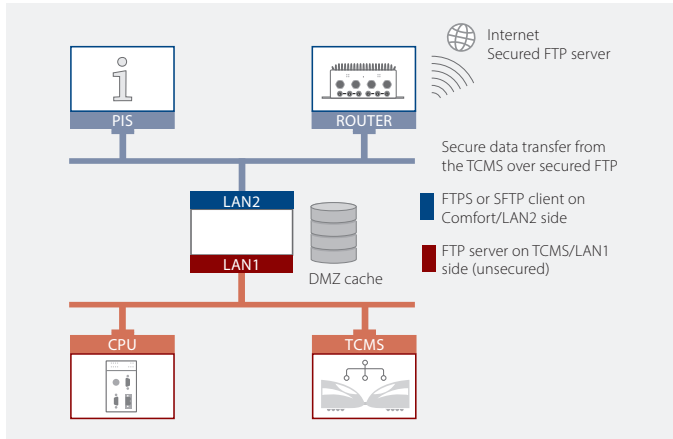 Internet
Secured FTP server
PIS
ROUTER
Secure data transfer from
the TCMS over secured FTP
LAN2
FTPS or SFTP client on
Comfort/LAN2 side
LAN1
DMZ cache
FTP server on TCMS/LAN1
side (unsecured)
CPU
TCMS